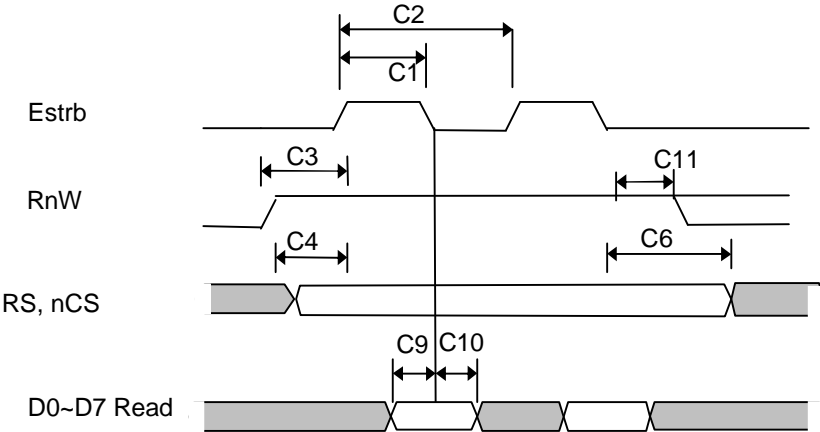 C2
C1
Estrb
C3
C11
RnW
C4
C6
RS, nCS
C9 C10
D0~D7 Read